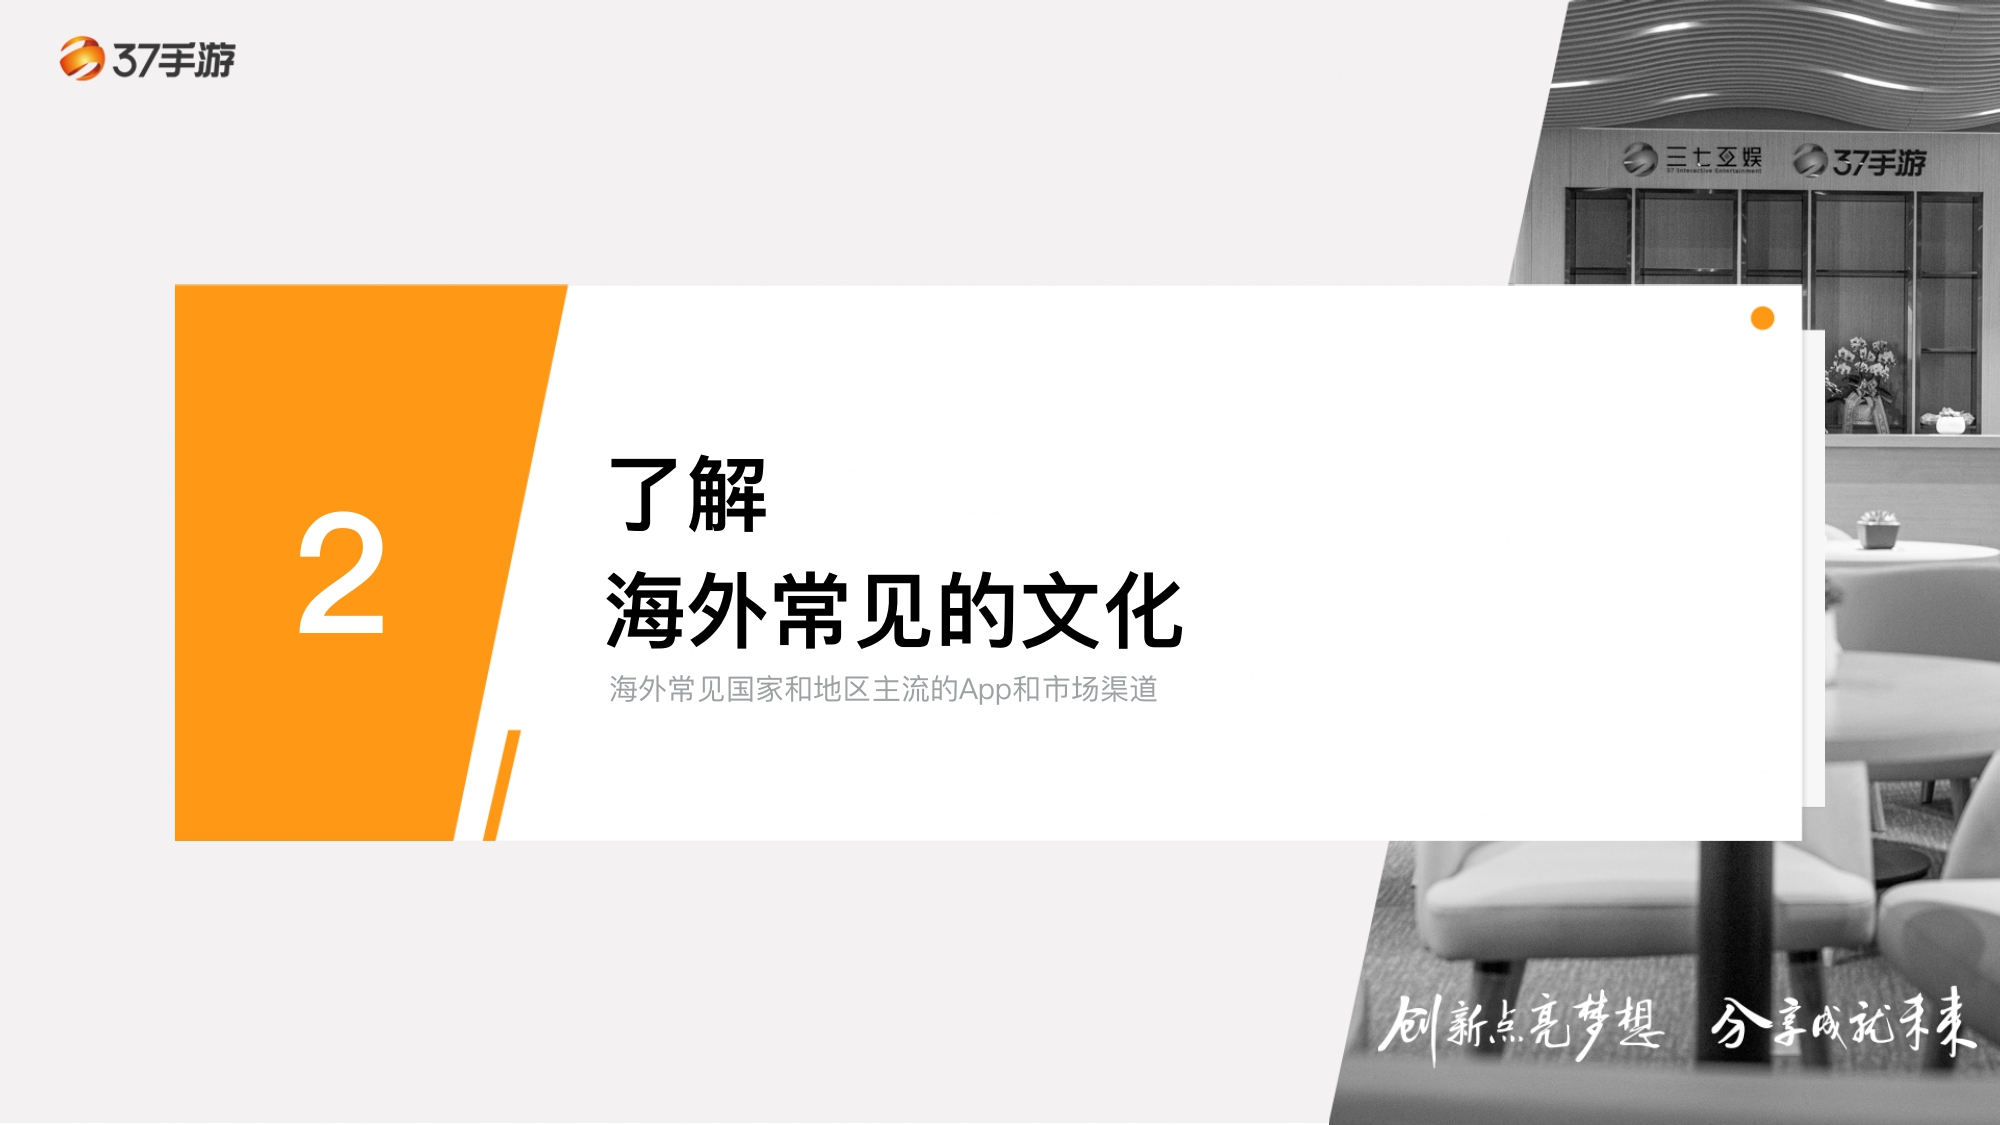 37手游
三七互娱
37 Interactive Entertainment
37手游
2
了解
海外常见的文化
海外常见国家和地区主流的App和市场渠道
创新点亮梦想 分享成就未来